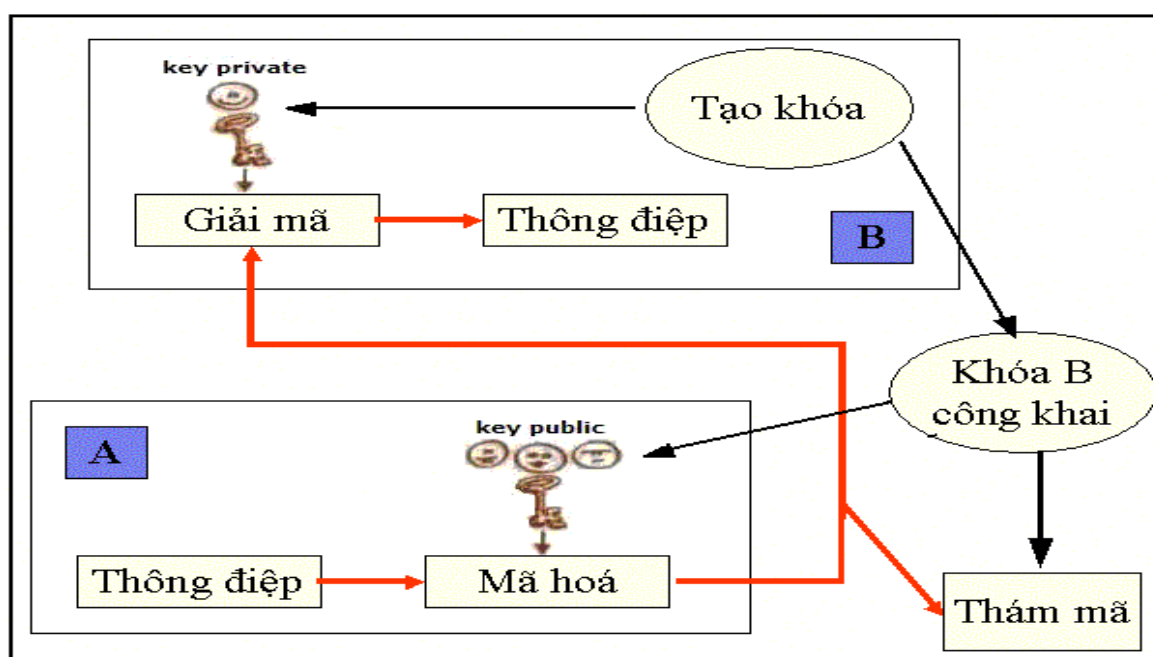 key private
Tạo khóa
Giải mã
Thông điệp
B
Khóa B
công khai
A
key public
Thông điệp
Mã hoá
Thám mã